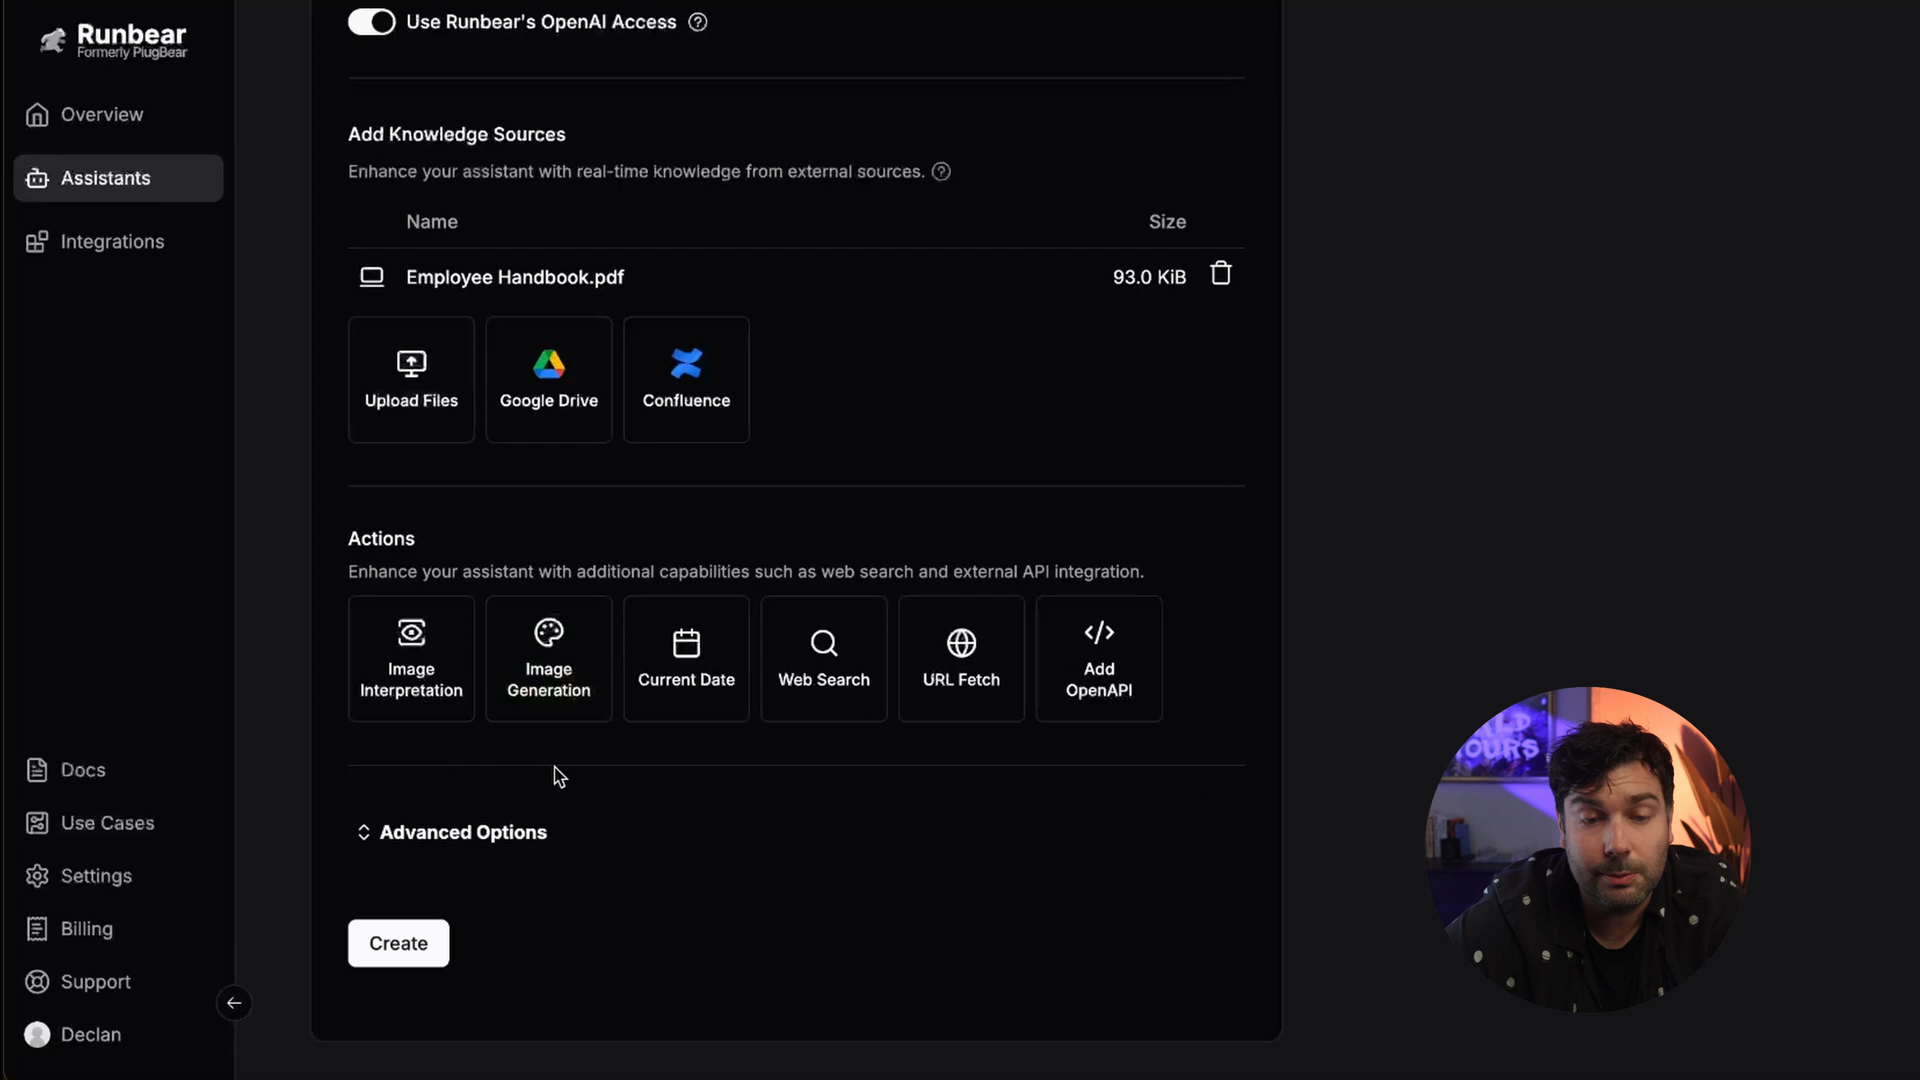 Runbear
Formerly PlugBear
Overview
Assistants
Integrations
Docs
Use Cases
Settings
Billing
Support
Declan
Use Runbear's OpenAI Access
Add Knowledge Sources
Enhance your assistant with real-time knowledge from external sources.
Name Size
Employee Handbook.pdf 93.0 KiB
Upload Files
Google Drive
Confluence
Actions
Enhance your assistant with additional capabilities such as web search and external API integration.
Image
Interpretation
Image
Generation
Current Date
Web Search
URL Fetch
Add
OpenAPI
Advanced Options
Create